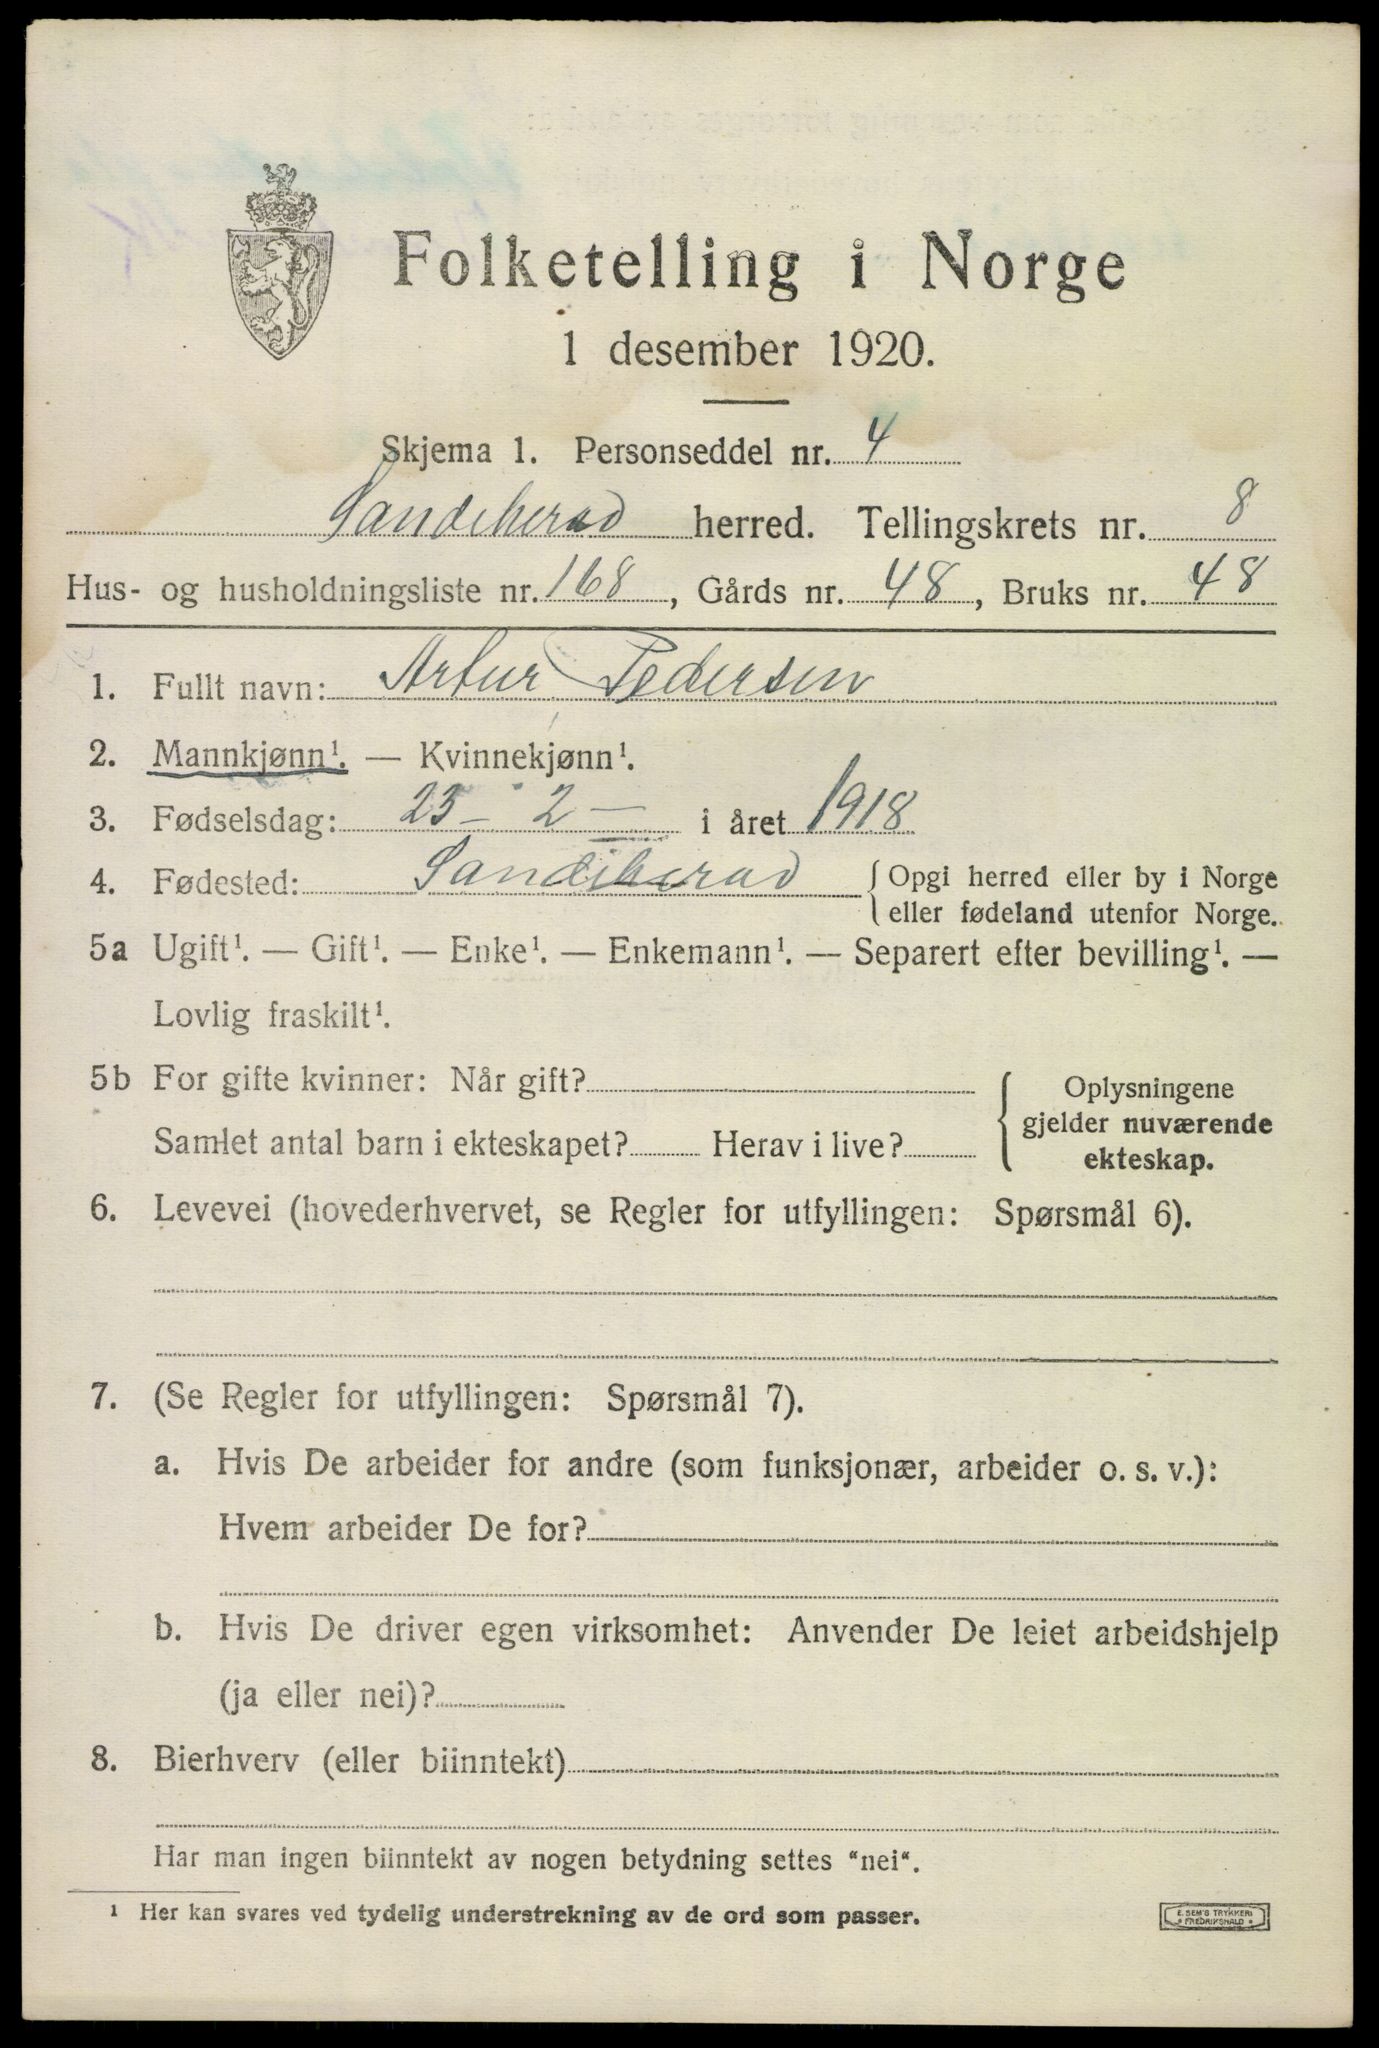 Folketelling i Norge
1 desember 1920.
Skjema 1. Personseddel nr. 4
Sandeherad herred. Tellingskrets nr. 8
Hus- og husholdningsliste nr. 168, Gårds nr. 48, Bruks nr. 48
1. Fullt navn: Artur Pedersen
2. Mannkjønn¹. — Kvinnekjønn¹.
3. Fødselsdag: 23 - 2 - i året 1918
4. Fødested: Sandeherad {Opgi herred eller by i Norge
eller fødeland utenfor Norge.
5a Ugift¹. — Gift¹. — Enke¹. — Enkemann¹. — Separert efter bevilling¹. —
Lovlig fraskilt¹.
5b For gifte kvinner: Når gift?
Samlet antal barn i ekteskapet? Herav i live?
Oplysningene
gjelder nuværende
ekteskap.
6. Levevei (hovederhvervet, se Regler for utfyllingen: Spørsmål 6).
7. (Se Regler for utfyllingen: Spørsmål 7).
a. Hvis De arbeider for andre (som funksjonær, arbeider o. s. v.):
Hvem arbeider De for?
b. Hvis De driver egen virksomhet: Anvender De leiet arbeidshjelp
(ja eller nei)?
8. Bierhverv (eller biinntekt)
Har man ingen biinntekt av nogen betydning settes "nei".
¹ Her kan svares ved tydelig understrekning av de ord som passer.
E. SEM'S TRYKKERI
FREDRIKSHALD